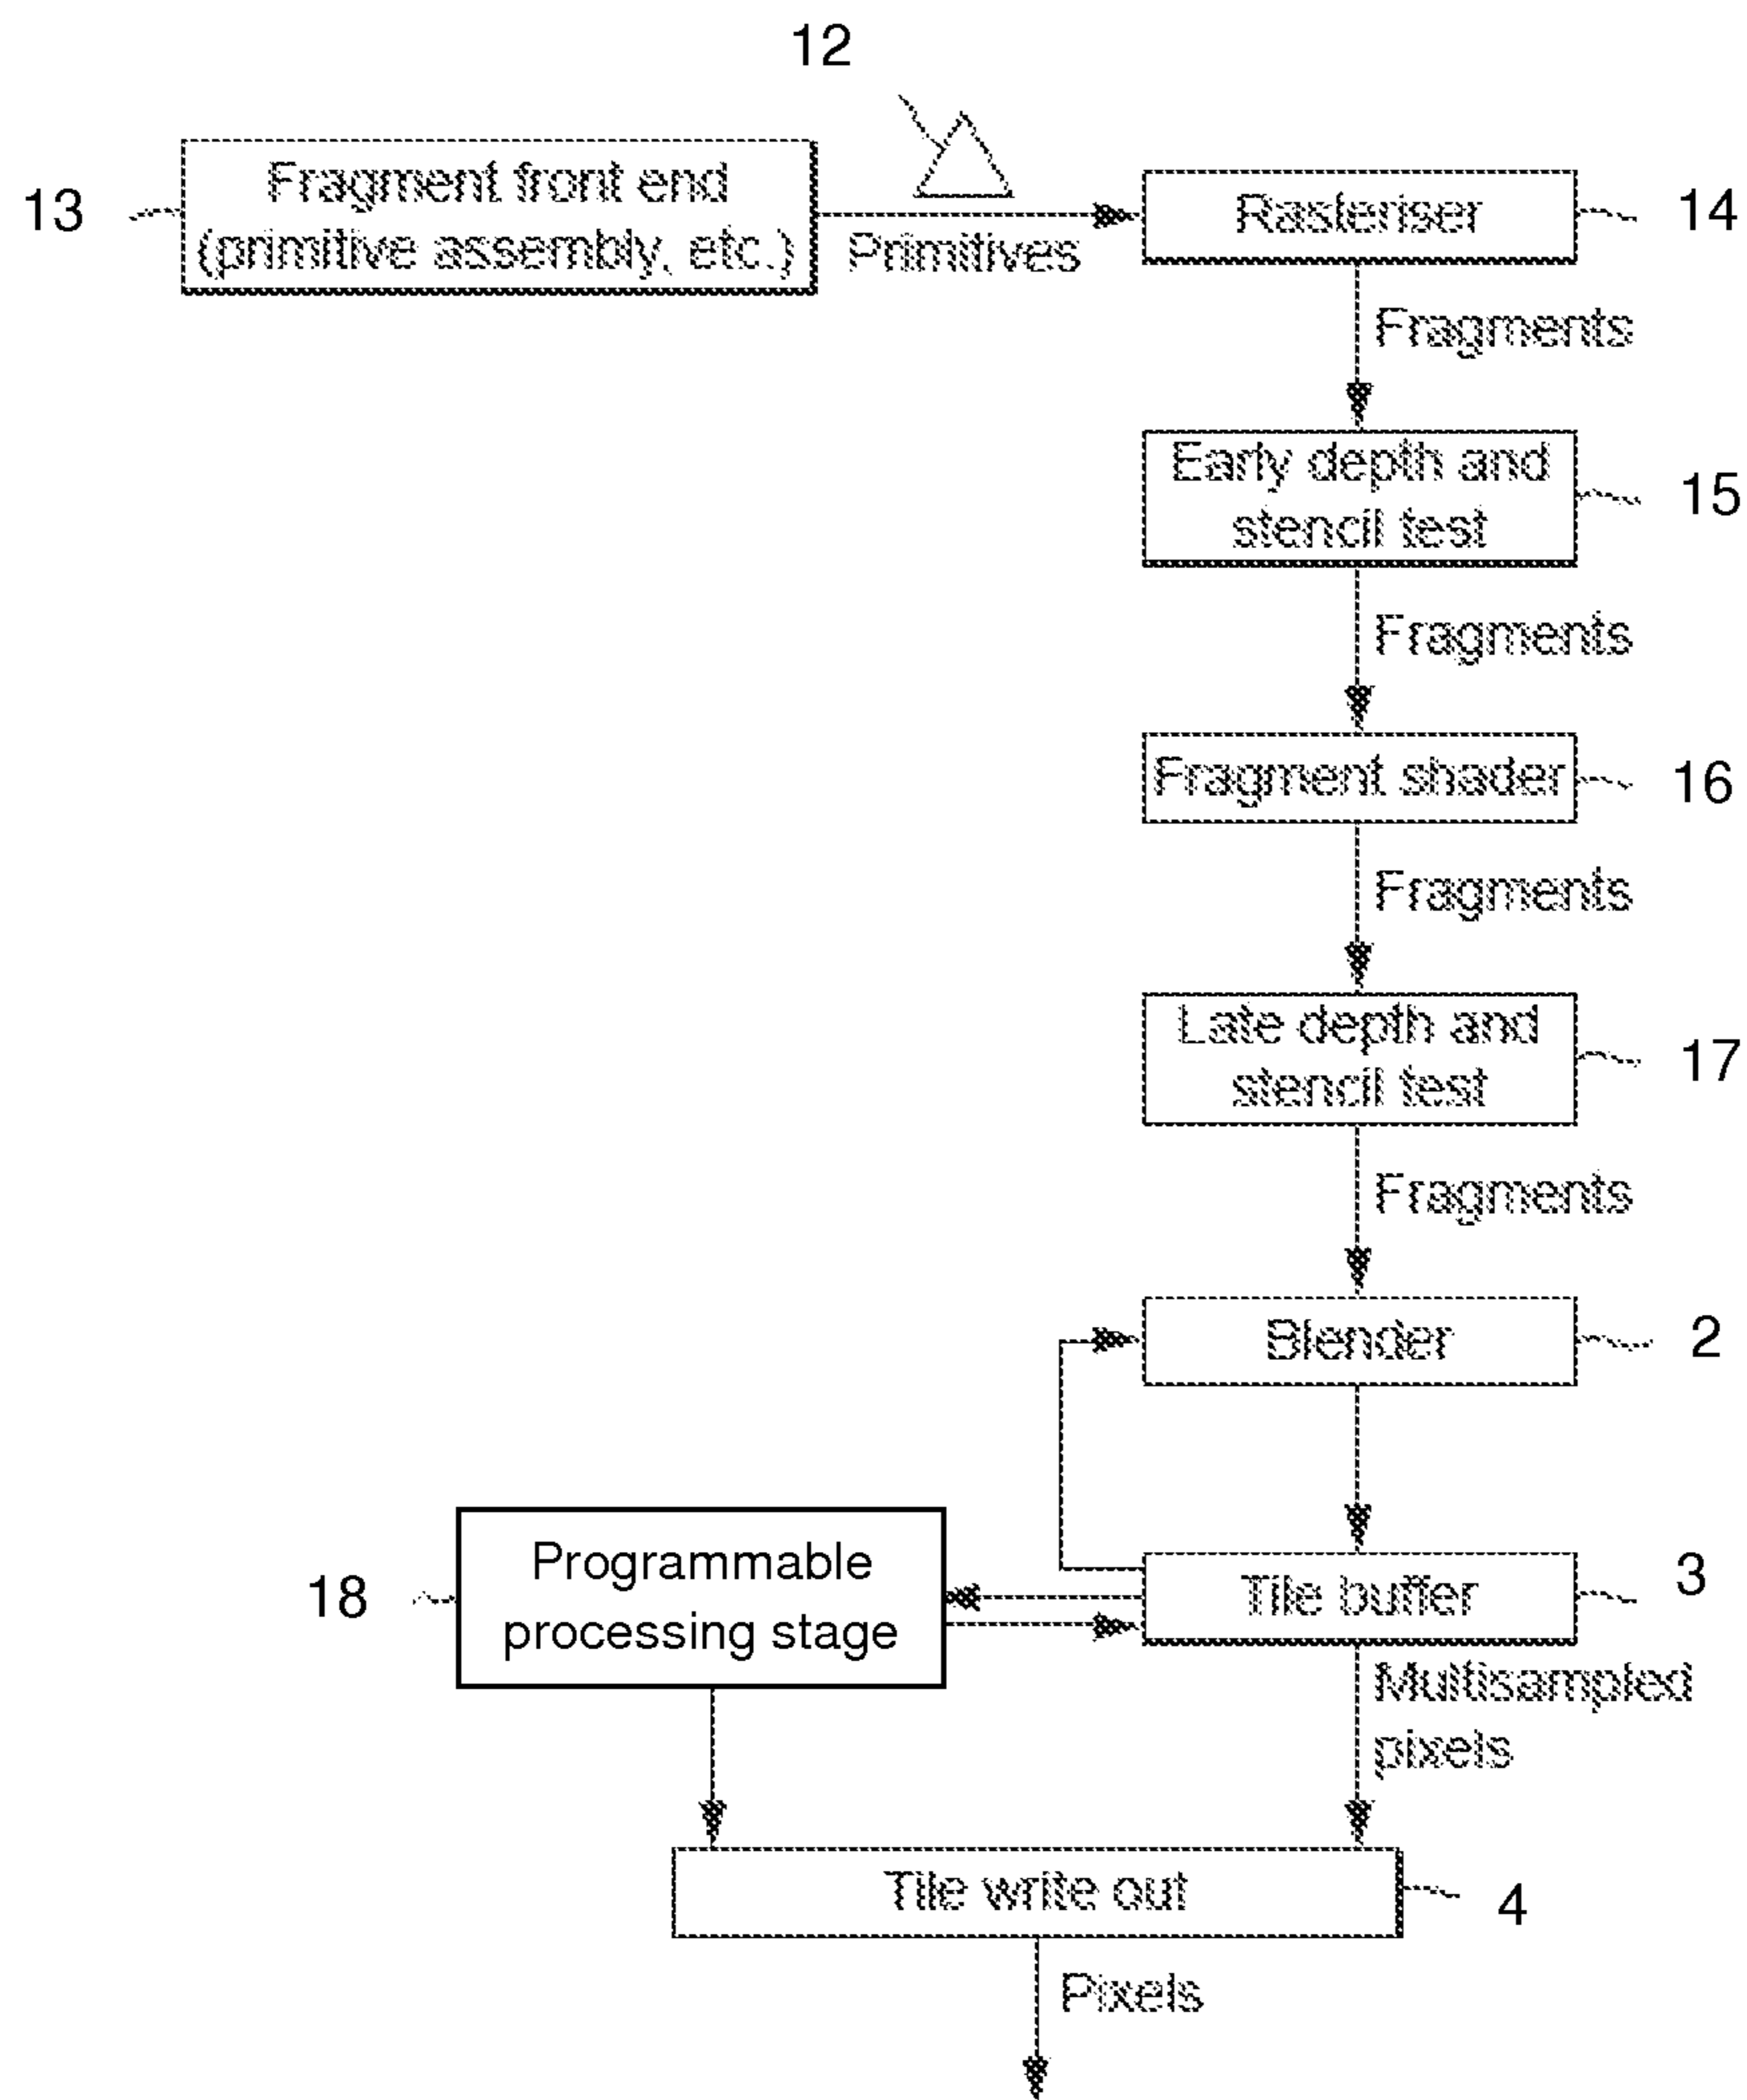 12
13
Fragment front end
(primitive assembly, etc.)
Primitives
Rasteriser
14
Fragments
Early depth and
stencil test
15
Fragments
Fragment shader
16
Fragments
Late depth and
stencil test
17
Fragments
Blender
2
18
Programmable
processing stage
Tile buffer
3
Multisampled
pixels
Tile write out
4
Pixels